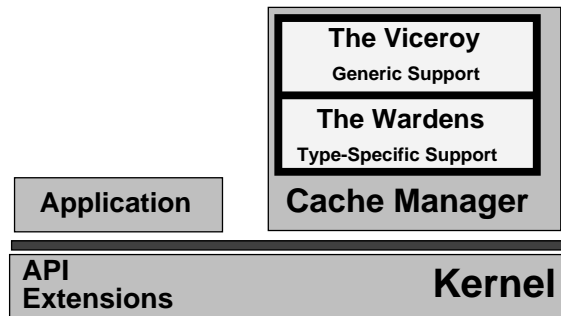 The Viceroy
Generic Support
The Wardens
Type-Specific Support
Application
Cache Manager
API
Extensions
Kernel